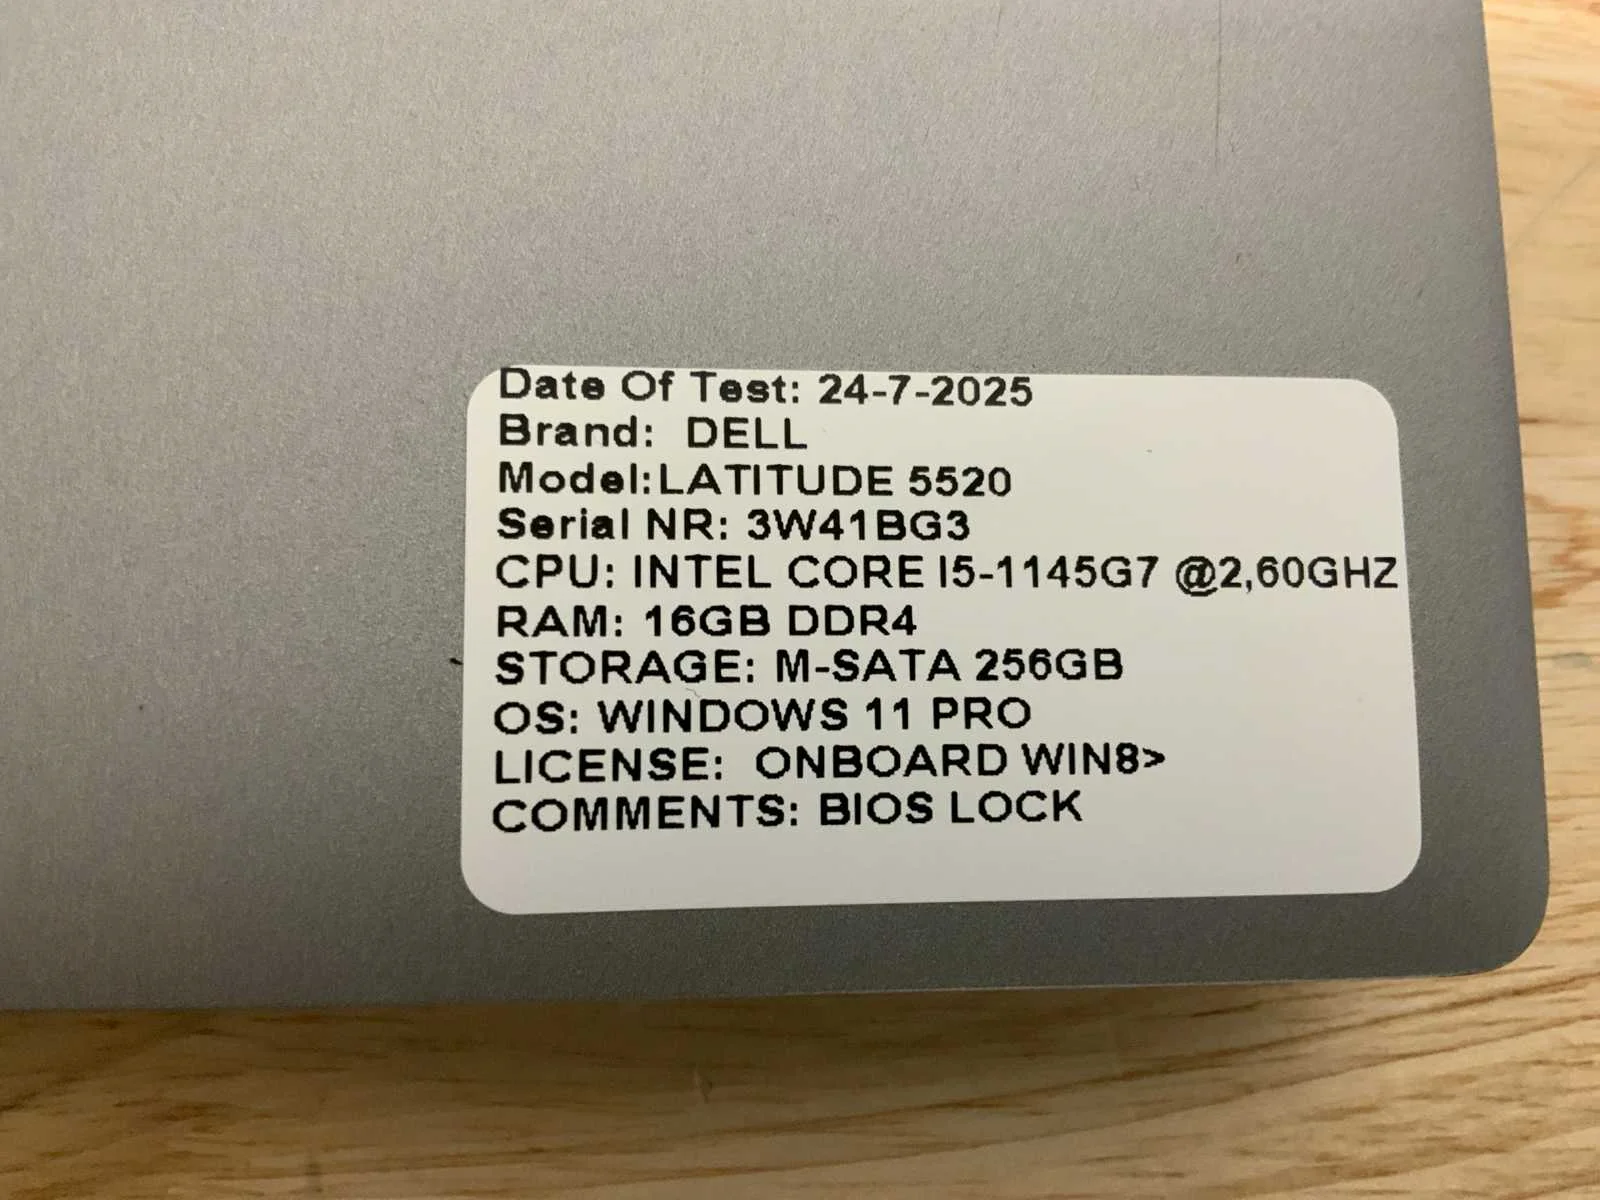 Date Of Test: 24-7-2025
Brand: DELL
Model:LATITUDE 5520
Serial NR: 3W41BG3
CPU: INTEL CORE I5-1145G7 @2,60GHZ
RAM: 16GB DDR4
STORAGE: M-SATA 256GB
OS: WINDOWS 11 PRO
LICENSE: ONBOARD WIN8>
COMMENTS: BIOS LOCK